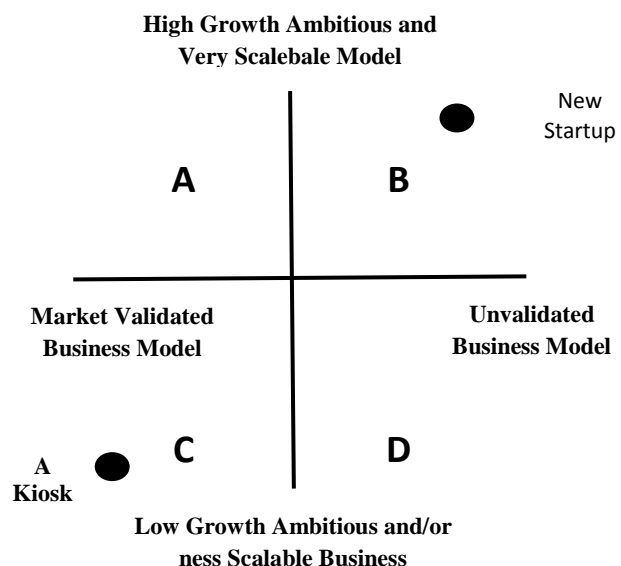 High Growth Ambitious and
Very Scalebale Model
New
Startup
A
B
Market Validated
Business Model
Unvalidated
Business Model
C
D
A
Kiosk
Low Growth Ambitious and/or
ness Scalable Business